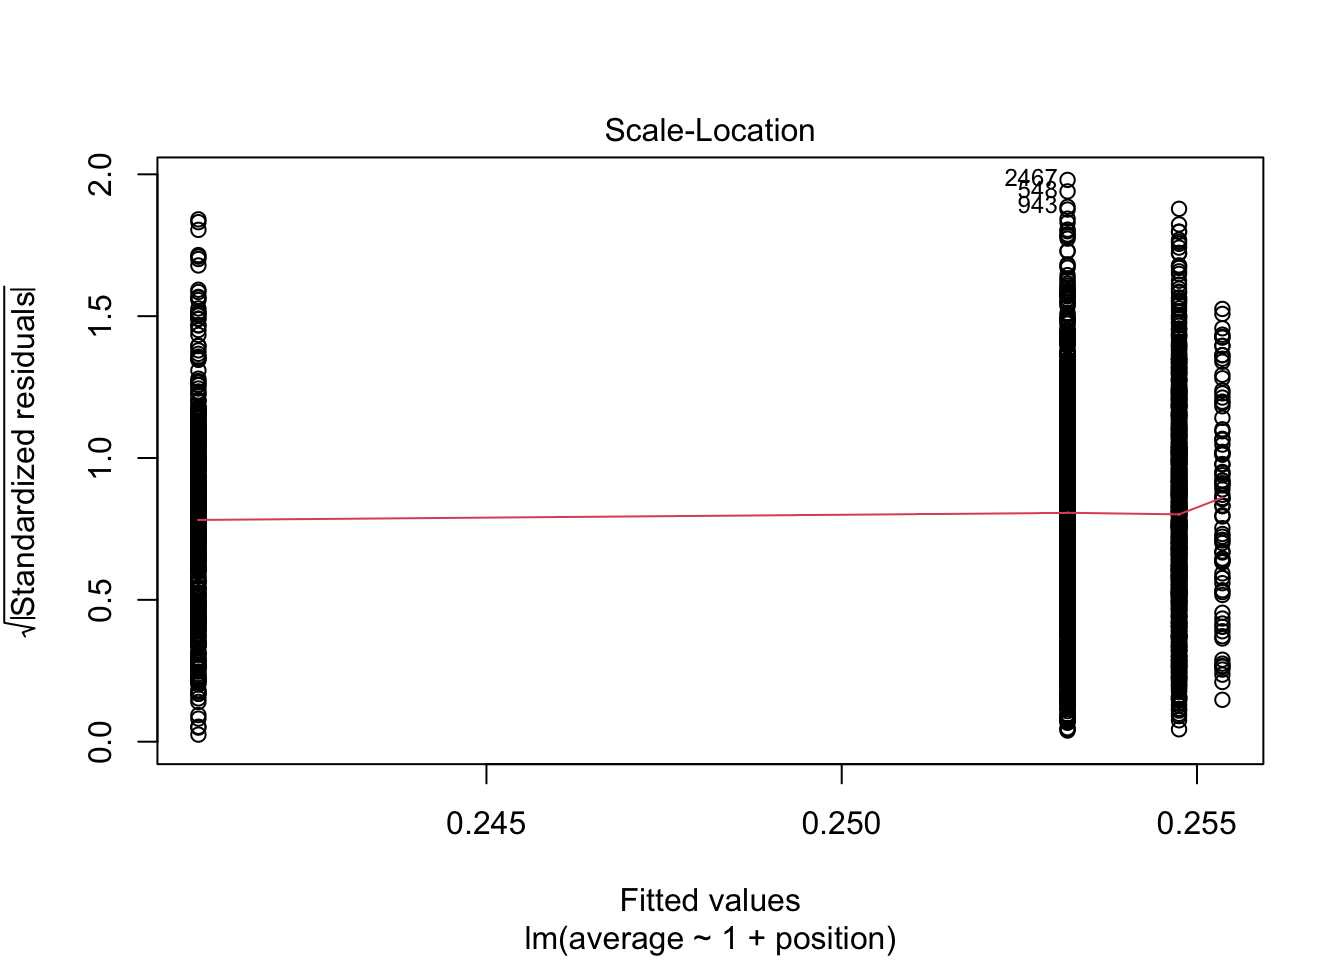 Scale-Location
√|Standardized residuals|
2.0
1.5
1.0
0.5
0.0
2467
548
943
0.245 0.250 0.255
Fitted values
lm(average ~ 1 + position)